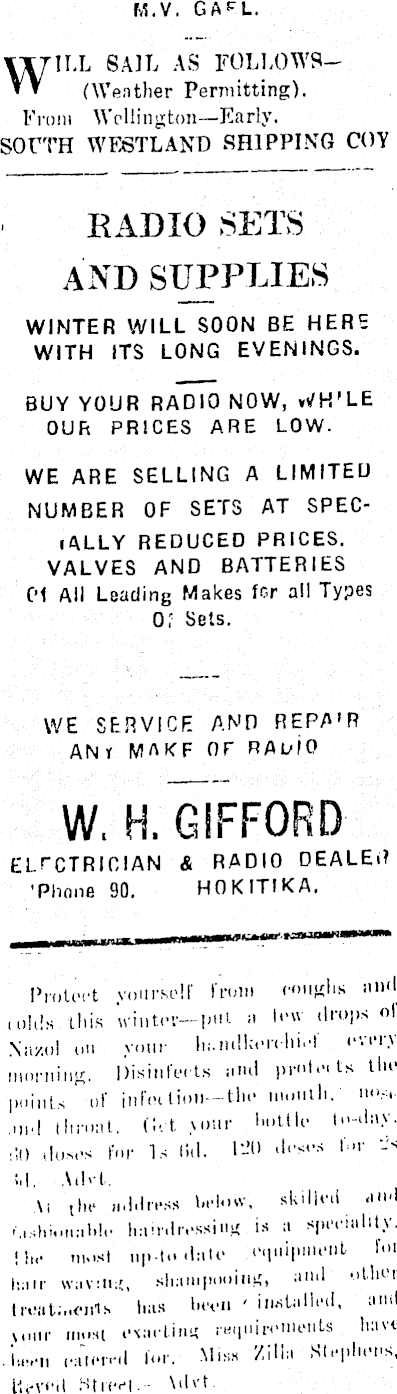 M.V. GAEL.
WILL SAIL AS FOLLOWS—
(Weather Permitting).
From Wellington—Early.
SOUTH WESTLAND SHIPPING COY
RADIO SETS
AND SUPPLIES
WINTER WILL SOON BE HERE
WITH ITS LONG EVENINGS.
BUY YOUR RADIO NOW, WHILE
OUR PRICES ARE LOW.
WE ARE SELLING A LIMITED
NUMBER OF SETS AT SPEC-
IALLY REDUCED PRICES.
VALVES AND BATTERIES
Of All Leading Makes for all Types
Of Sets.
WE SERVICE AND REPAIR
ANY MAKE OF RADIO
W. H. GIFFORD
ELECTRICIAN & RADIO DEALER
'Phone 90. HOKITIKA.
Protect yourself from coughs and
colds this winter—put a few drops of
Nazol on your handkerchief every
morning. Disinfects and protects the
points of infection—the mouth, nose
and throat. Get your bottle to-day.
60 doses for 1s 6d. 120 doses for 2s
6d. Advt.
At the address below, skilled and
fashionable hairdressing is a speciality.
The most up-to-date equipment for
hair waving, shampooing, and other
treatments has been installed, and
your most exacting requirements have
been catered for. Miss Zilla Stephens,
Revell Street.—Advt.